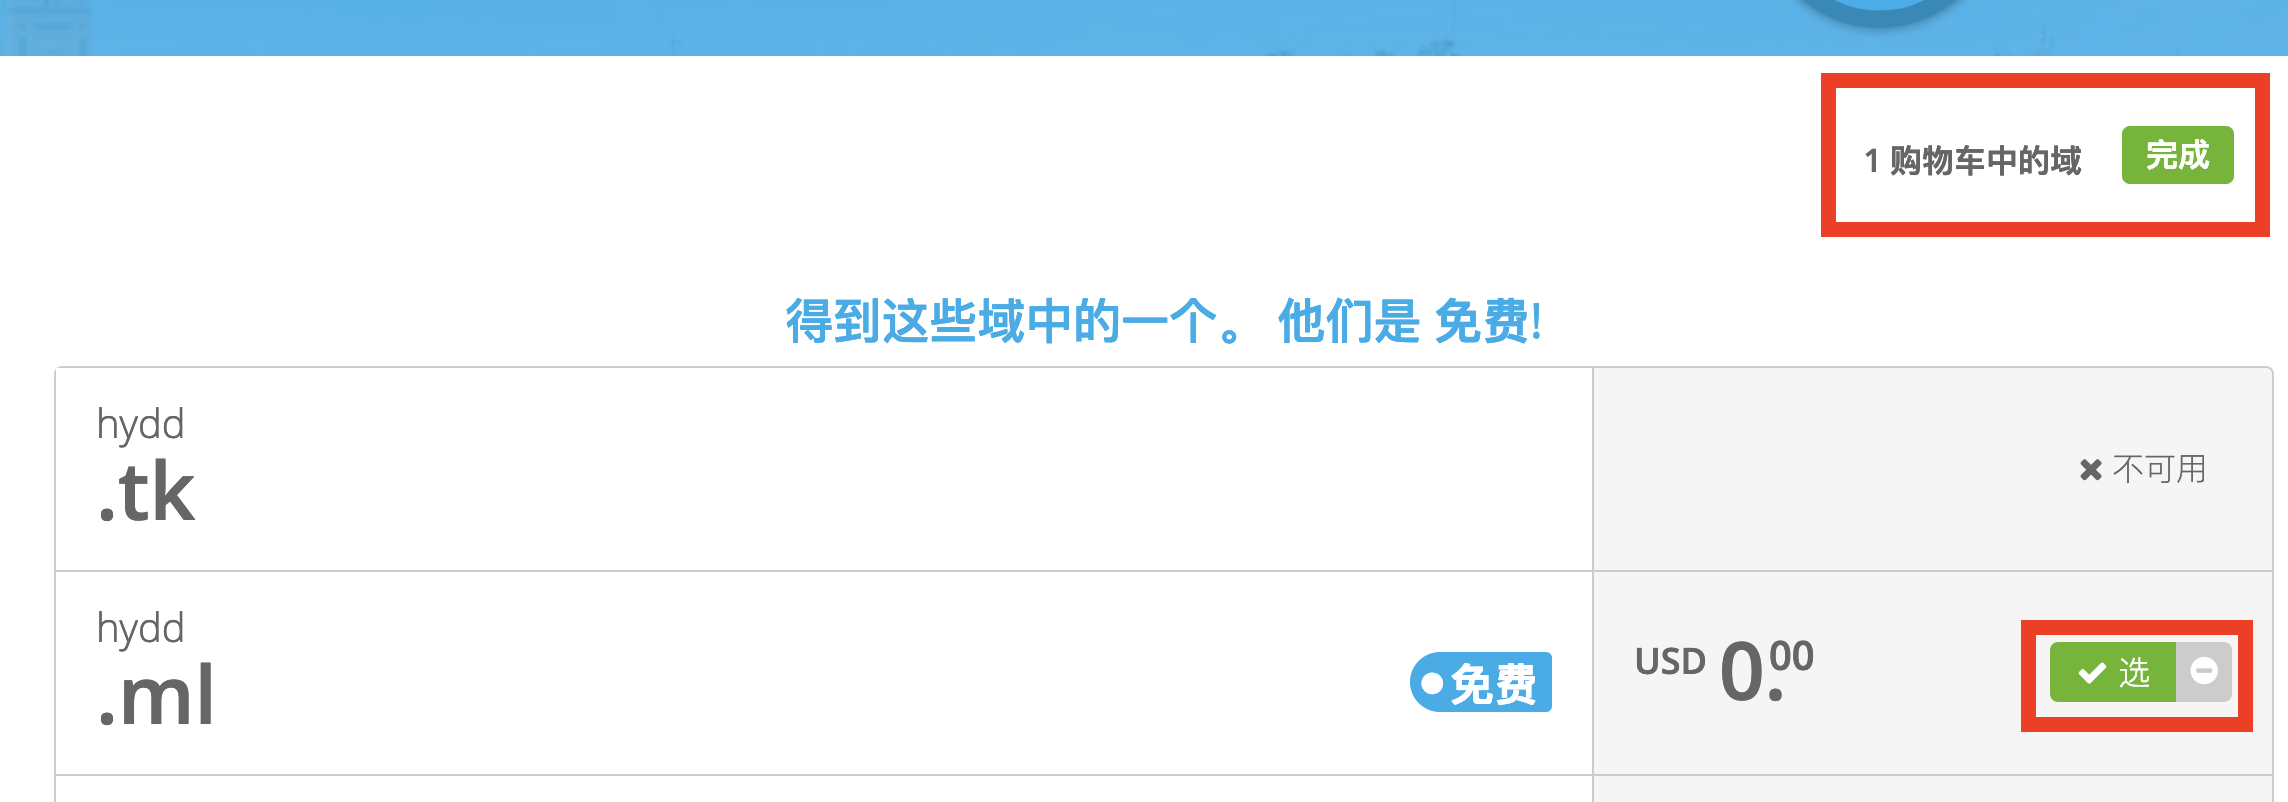 1 购物车中的域 完成
得到这些域中的一个。 他们是 免费!
hydd
.tk
不可用
hydd
.ml
免费
USD 0.00
选